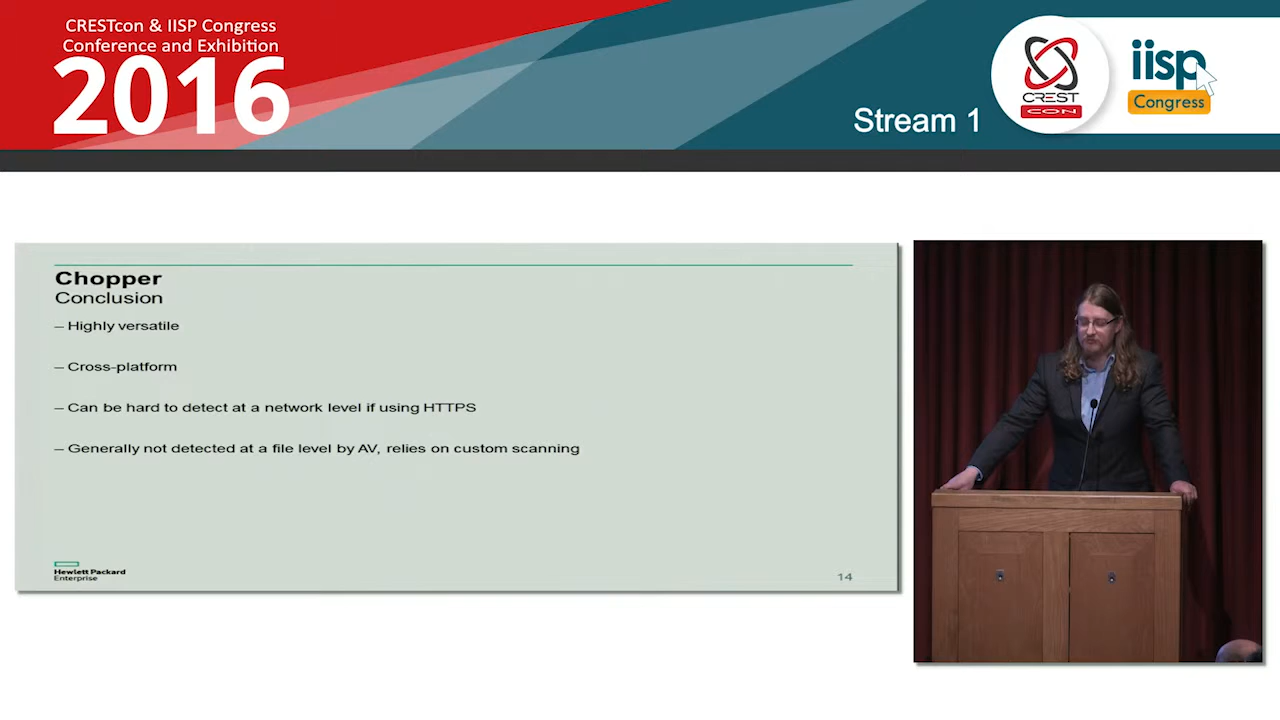 CRESTcon & IISP Congress
Conference and Exhibition
2016
Stream 1
CREST
CON
iisp
Congress
Chopper
Conclusion
– Highly versatile
– Cross-platform
– Can be hard to detect at a network level if using HTTPS
– Generally not detected at a file level by AV, relies on custom scanning
Hewlett Packard
Enterprise
14